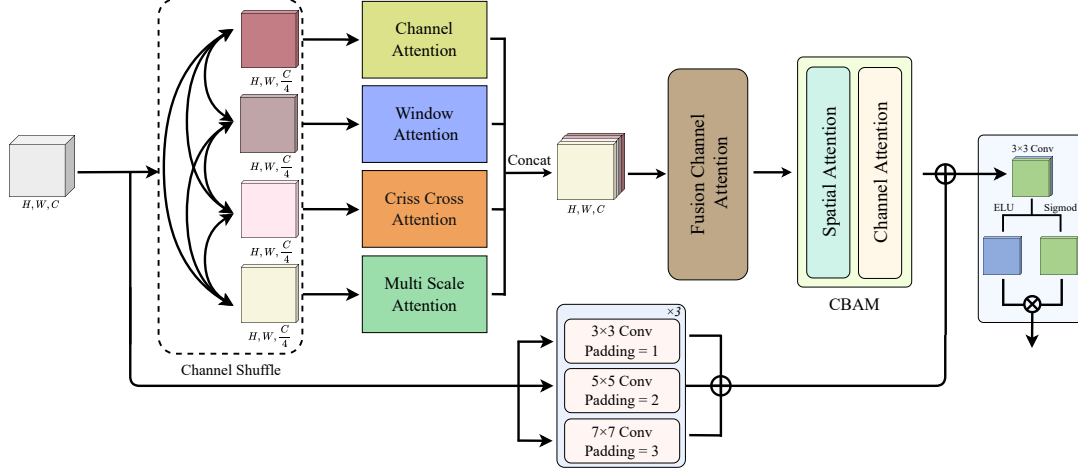 H, W, C
H, W, C/4
H, W, C/4
H, W, C/4
H, W, C/4
Channel Shuffle
Channel
Attention
Window
Attention
Criss Cross
Attention
Multi Scale
Attention
Concat
H, W, C
Fusion Channel
Attention
Spatial Attention
Channel Attention
CBAM
×3
3×3 Conv
Padding = 1
5×5 Conv
Padding = 2
7×7 Conv
Padding = 3
3×3 Conv
ELU
Sigmod